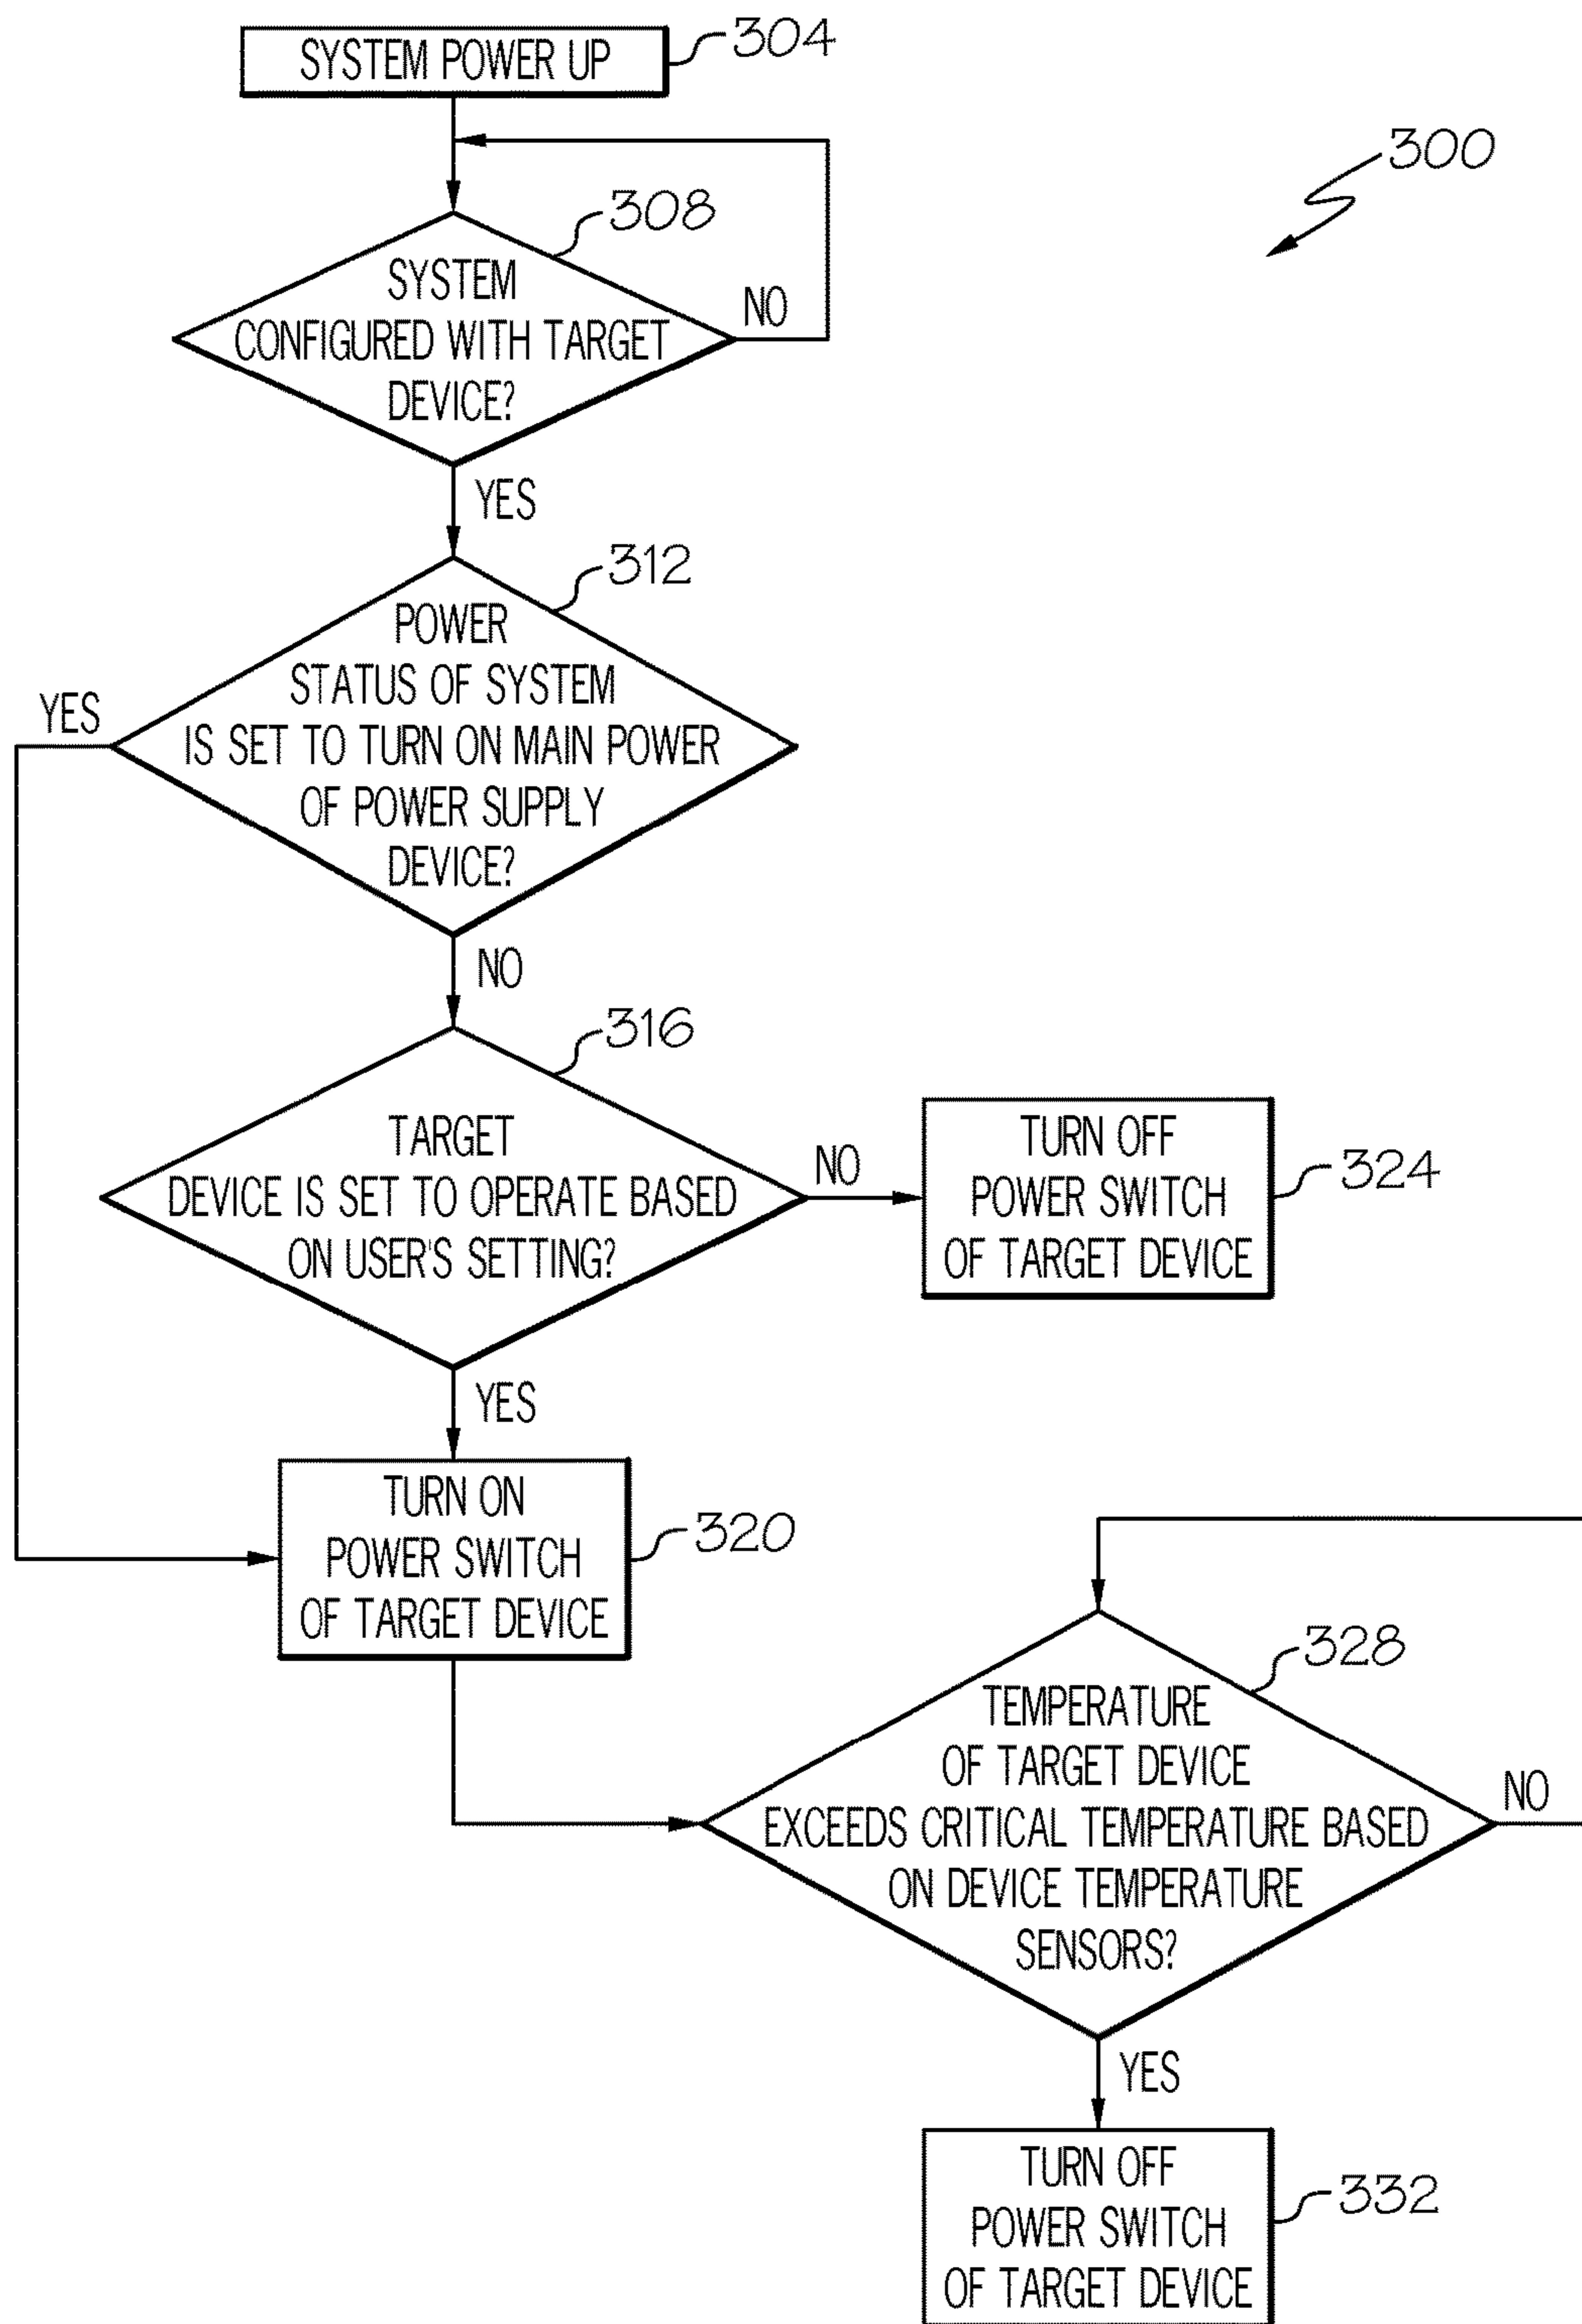 SYSTEM POWER UP
304
300
308
SYSTEM
CONFIGURED WITH TARGET
DEVICE?
NO
YES
312
POWER
STATUS OF SYSTEM
IS SET TO TURN ON MAIN POWER
OF POWER SUPPLY
DEVICE?
YES
NO
316
TARGET
DEVICE IS SET TO OPERATE BASED
ON USER'S SETTING?
NO
TURN OFF
POWER SWITCH
OF TARGET DEVICE
324
YES
TURN ON
POWER SWITCH
OF TARGET DEVICE
320
328
TEMPERATURE
OF TARGET DEVICE
EXCEEDS CRITICAL TEMPERATURE BASED
ON DEVICE TEMPERATURE
SENSORS?
NO
YES
TURN OFF
POWER SWITCH
OF TARGET DEVICE
332